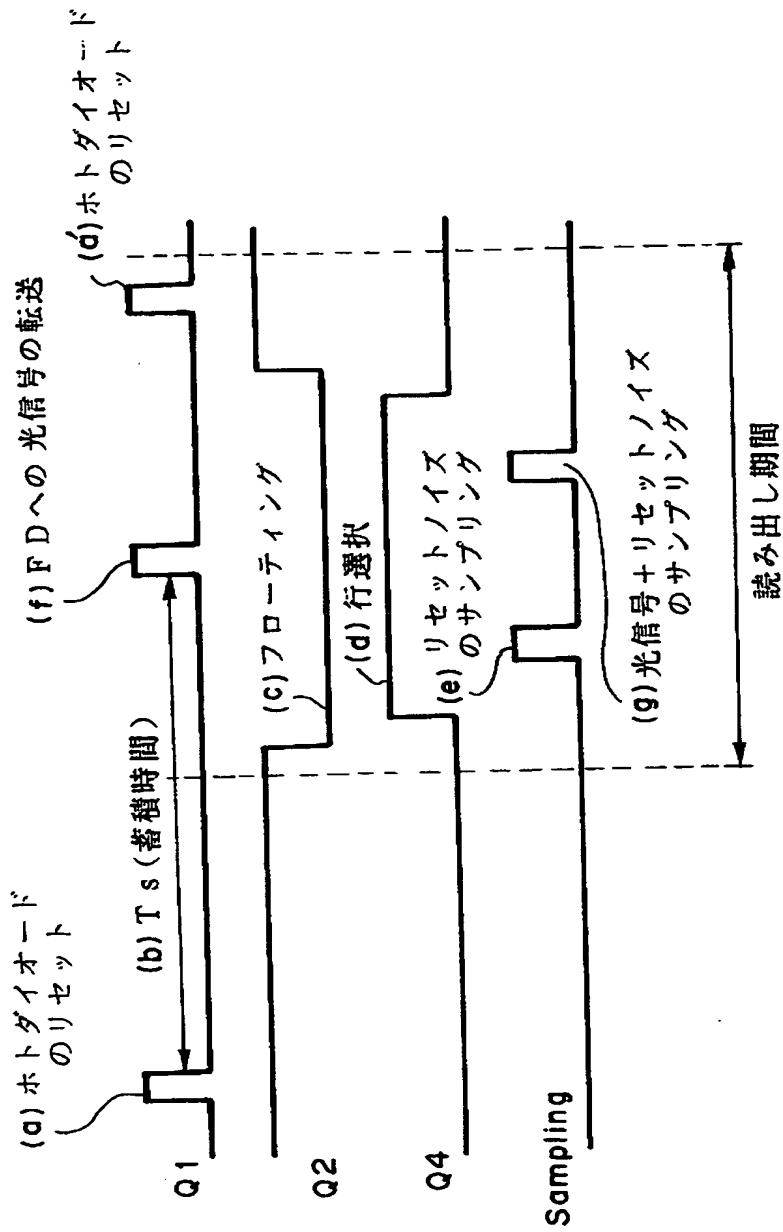 (a)ホトダイオード
のリセット
(f)FDへの光信号の転送
(a')ホトダイオード
のリセット
(b)Ts(蓄積時間)
Q1
(c)フローティング
Q2
(d)行選択
Q4
(e)リセットノイズ
のサンプリング
Sampling
(g)光信号+リセットノイズ
のサンプリング
読み出し期間